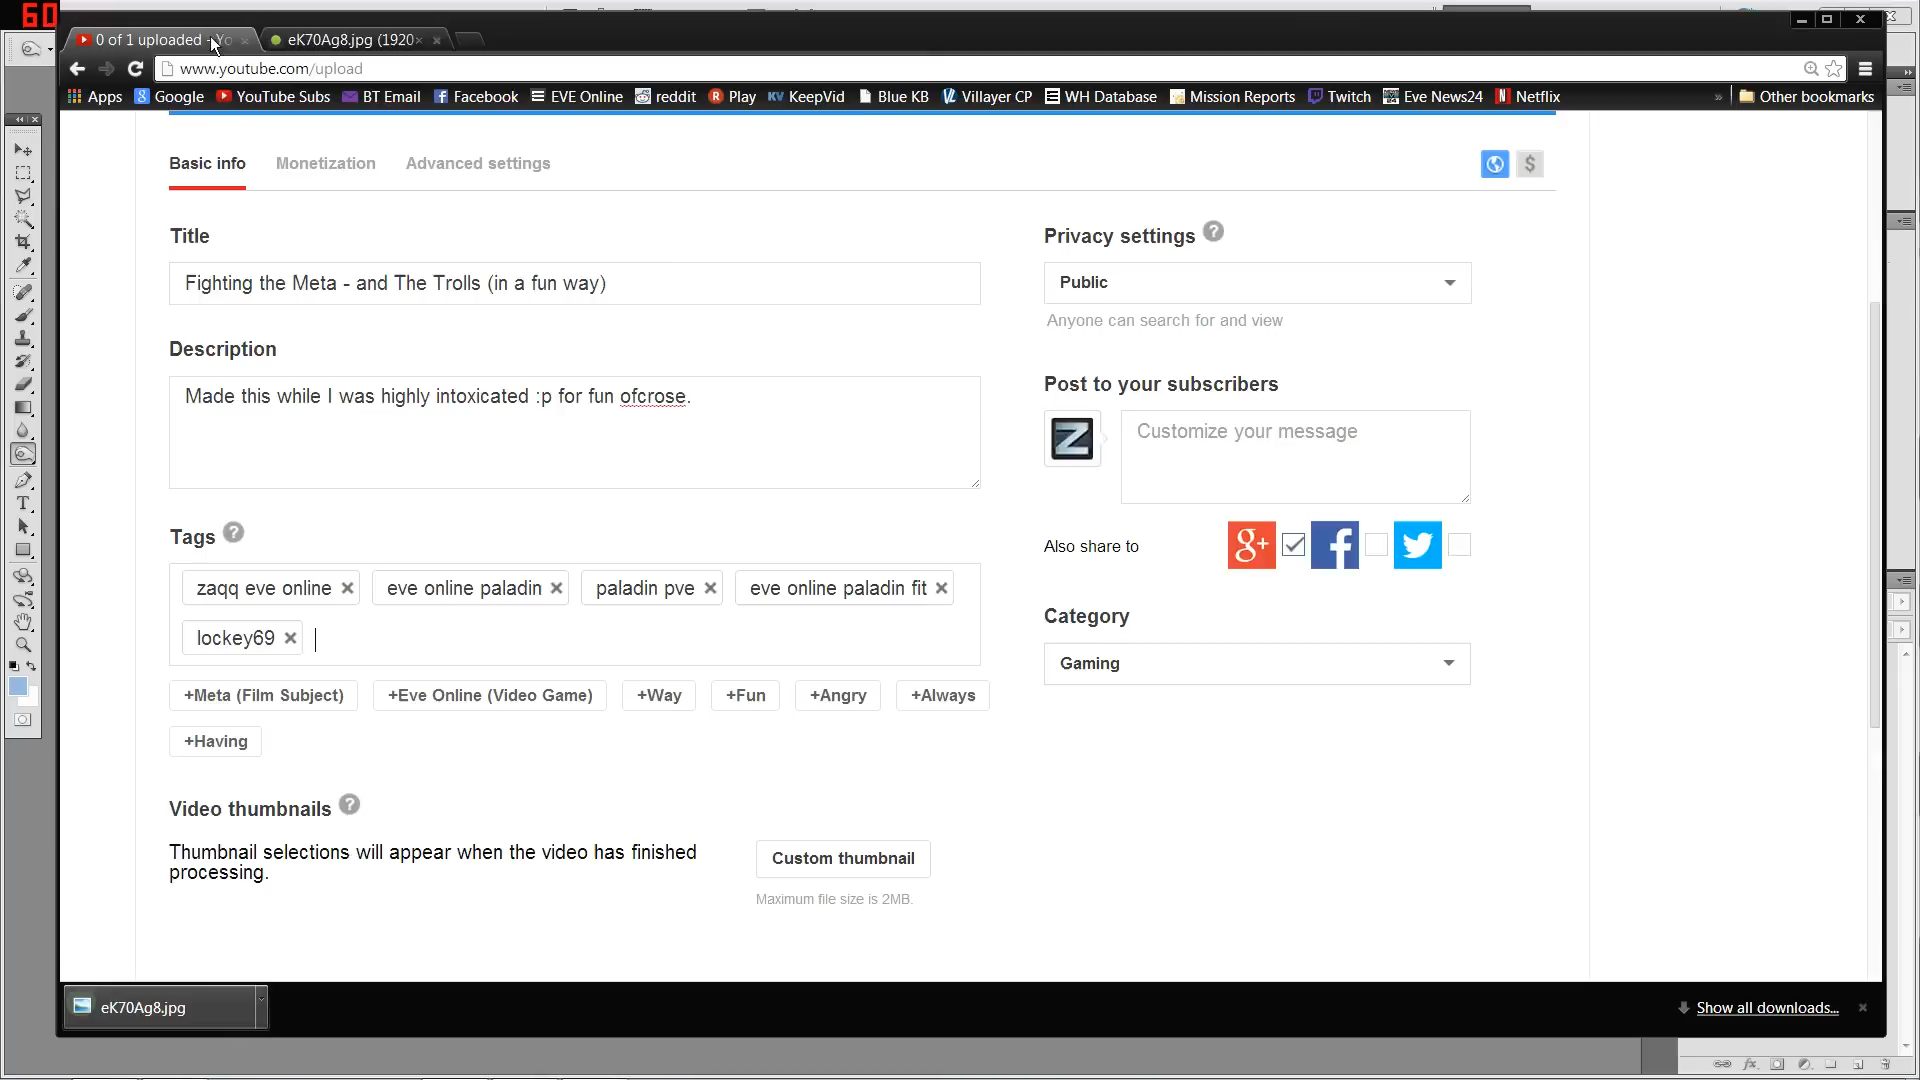 60
0 of 1 uploaded - Yo
eK70Ag8.jpg (1920×
www.youtube.com/upload
Apps Google YouTube Subs BT Email Facebook EVE Online reddit Play KV KeepVid Blue KB Villayer CP WH Database Mission Reports Twitch Eve News24 Netflix » Other bookmarks
Basic info Monetization Advanced settings
$
Title
Fighting the Meta - and The Trolls (in a fun way)
Description
Made this while I was highly intoxicated :p for fun ofcrose.
Tags ?
zaqq eve online × eve online paladin × paladin pve × eve online paladin fit ×
lockey69 ×
+Meta (Film Subject) +Eve Online (Video Game) +Way +Fun +Angry +Always
+Having
Video thumbnails ?
Thumbnail selections will appear when the video has finished
processing.
Custom thumbnail
Maximum file size is 2MB.
Privacy settings ?
Public
Anyone can search for and view
Post to your subscribers
Z
Customize your message
Also share to g+ f
Category
Gaming
eK70Ag8.jpg
Show all downloads...